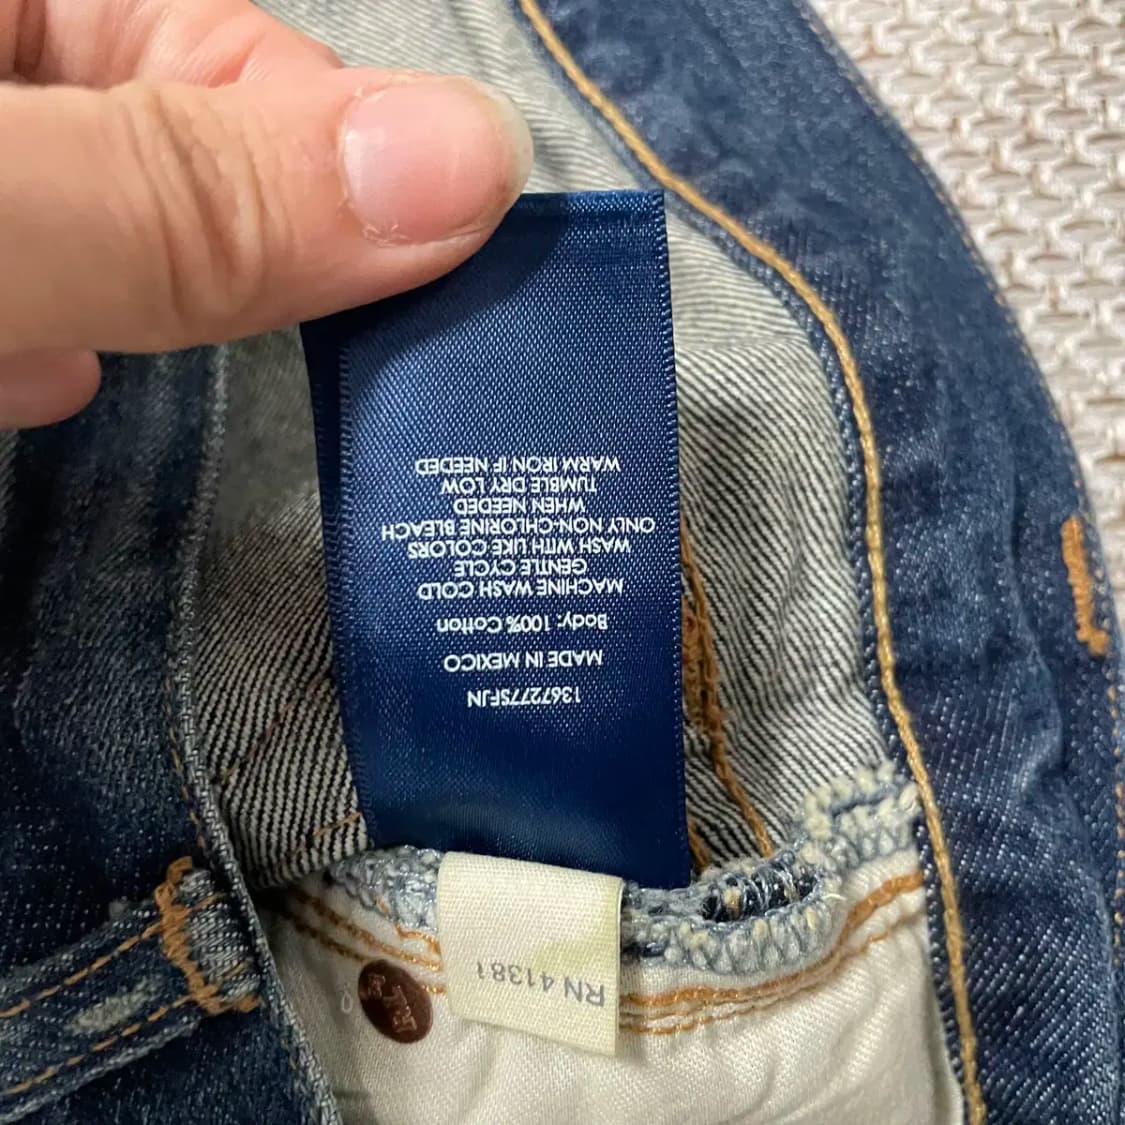 1367277SFJN
MADE IN MEXICO
Body: 100% Cotton
MACHINE WASH COLD
GENTLE CYCLE
WASH WITH LIKE COLORS
ONLY NON-CHLORINE BLEACH
WHEN NEEDED
TUMBLE DRY LOW
WARM IRON IF NEEDED
RN 41381